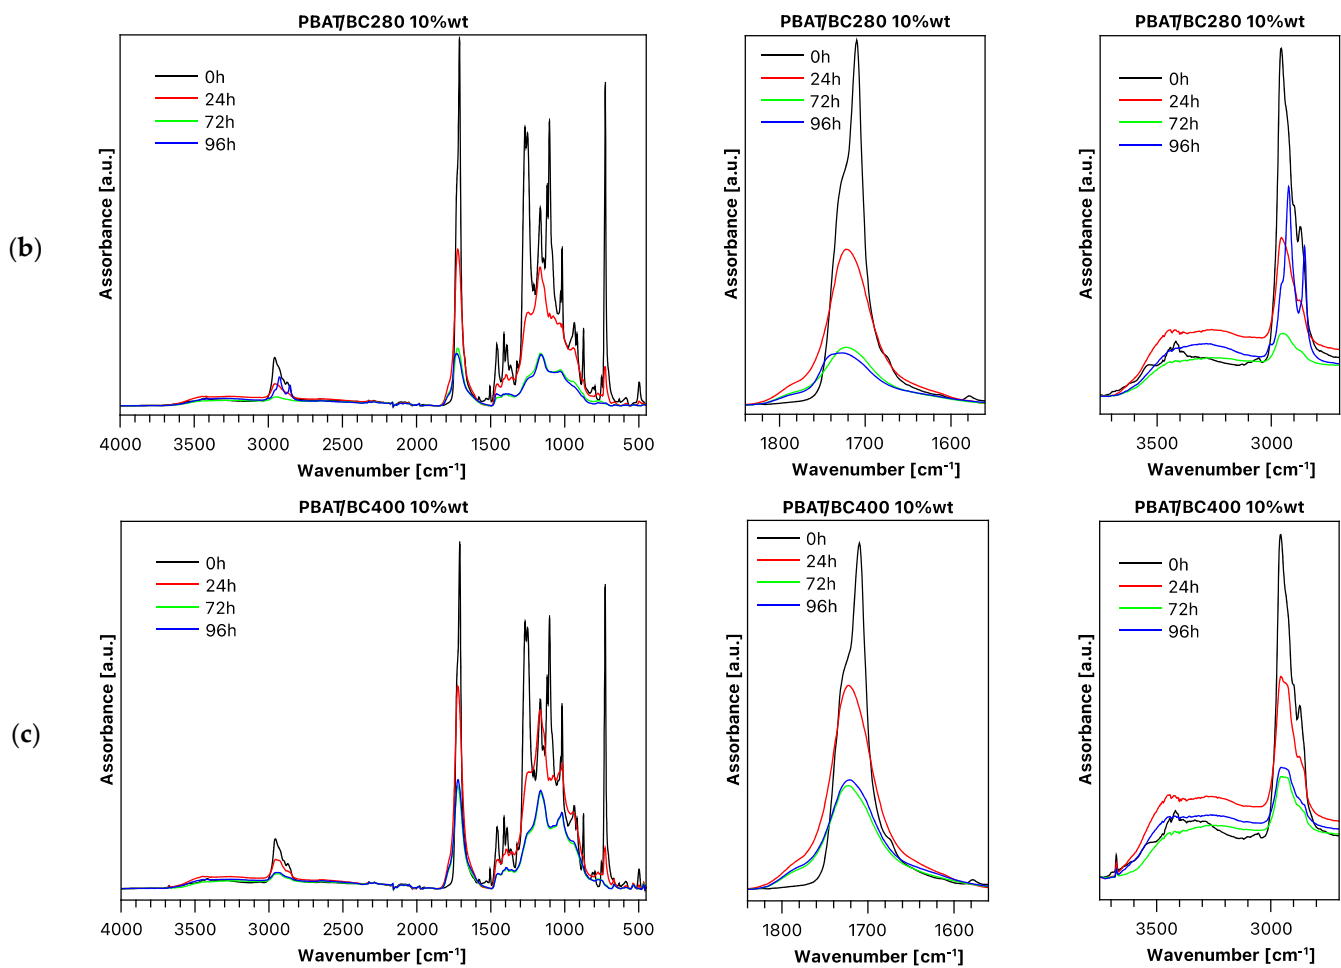 PBAT/BC280 10%wt
PBAT/BC280 10%wt
PBAT/BC280 10%wt
(b)
Assorbance [a.u.]
0h
24h
72h
96h
4000 3000 2500 2000 1500 1000 500
Wavenumber [cm-1]
Assorbance [a.u.]
0h
24h
72h
96h
1800 1700 1600
Wavenumber [cm-1]
Assorbance [a.u.]
0h
24h
72h
96h
3500 3000
Wavenumber [cm-1]
PBAT/BC400 10%wt
PBAT/BC400 10%wt
PBAT/BC400 10%wt
(c)
Assorbance [a.u.]
0h
24h
72h
96h
4000 3000 2500 2000 1500 1000 500
Wavenumber [cm-1]
Assorbance [a.u.]
0h
24h
72h
96h
1800 1700 1600
Wavenumber [cm-1]
Assorbance [a.u.]
0h
24h
72h
96h
3500 3000
Wavenumber [cm-1]